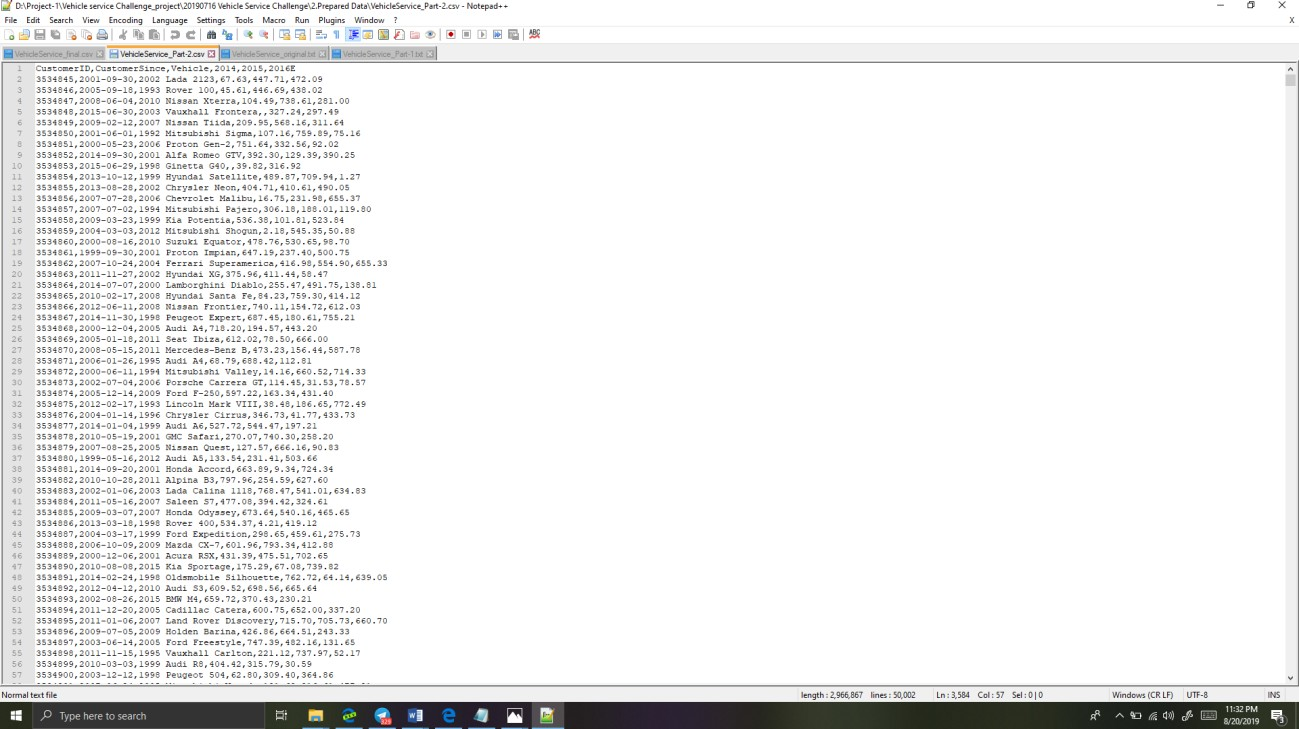 D:\Project-1\Vehicle service Challenge_project\20190716 Vehicle Service Challenge\2.Prepared Data\VehicleService_Part-2.csv - Notepad++
File Edit Search View Encoding Language Settings Tools Macro Run Plugins Window ? X
VehicleService_final.csv VehicleService_Part-2.csv VehicleService_original.txt VehicleService_Part-1.txt
1 CustomerID,CustomerSince,Vehicle,2014,2015,2016E
2 3534845,2001-09-30,2002 Lada 2123,67.63,447.71,472.09
3 3534846,2005-09-18,1993 Rover 100,45.61,446.69,438.02
4 3534847,2008-06-04,2010 Nissan Xterra,104.49,738.61,281.00
5 3534848,2015-06-30,2003 Vauxhall Frontera,,327.24,297.49
6 3534849,2009-02-12,2007 Nissan Tiida,209.95,568.16,311.64
7 3534850,2001-06-01,1992 Mitsubishi Sigma,107.16,759.89,75.16
8 3534851,2000-05-23,2006 Proton Gen-2,751.64,332.56,92.02
9 3534852,2014-09-30,2001 Alfa Romeo GTV,392.30,129.39,390.25
10 3534853,2015-06-29,1998 Ginetta G40,,39.82,316.92
11 3534854,2013-10-12,1999 Hyundai Satellite,489.87,709.94,1.27
12 3534855,2013-08-28,2002 Chrysler Neon,404.71,410.61,490.05
13 3534856,2007-07-28,2006 Chevrolet Malibu,16.75,231.98,655.37
14 3534857,2007-07-02,1994 Mitsubishi Pajero,306.18,188.01,119.80
15 3534858,2009-03-23,1999 Kia Potentia,536.38,101.81,523.84
16 3534859,2004-03-03,2012 Mitsubishi Shogun,2.18,545.35,50.88
17 3534860,2000-08-16,2010 Suzuki Equator,478.76,530.65,98.70
18 3534861,1999-09-30,2001 Proton Impian,647.19,237.40,500.75
19 3534862,2007-10-24,2004 Ferrari Superamerica,416.98,554.90,655.33
20 3534863,2011-11-27,2002 Hyundai XG,375.96,411.44,58.47
21 3534864,2014-07-07,2000 Lamborghini Diablo,255.47,491.75,138.81
22 3534865,2010-02-17,2008 Hyundai Santa Fe,84.23,759.30,414.12
23 3534866,2012-06-11,2008 Nissan Frontier,740.11,154.72,612.03
24 3534867,2014-11-30,1998 Peugeot Expert,687.45,180.61,755.21
25 3534868,2000-12-04,2005 Audi A4,718.20,194.57,443.20
26 3534869,2005-01-18,2011 Seat Ibiza,612.02,78.50,666.00
27 3534870,2008-05-15,2011 Mercedes-Benz B,473.23,156.44,587.78
28 3534871,2006-01-26,1995 Audi A4,68.79,688.42,112.81
29 3534872,2000-06-11,1994 Mitsubishi Valley,14.16,660.52,714.33
30 3534873,2002-07-04,2006 Porsche Carrera GT,114.45,31.53,78.57
31 3534874,2005-12-14,2009 Ford F-250,597.22,163.34,431.40
32 3534875,2012-02-17,1993 Lincoln Mark VIII,38.48,186.65,772.49
33 3534876,2004-01-14,1996 Chrysler Cirrus,346.73,41.77,433.73
34 3534877,2014-01-04,1999 Audi A6,527.72,544.47,197.21
35 3534878,2010-05-19,2001 GMC Safari,270.07,740.30,258.20
36 3534879,2007-08-25,2005 Nissan Quest,127.57,666.16,90.83
37 3534880,1999-05-16,2012 Audi A5,133.54,231.41,503.66
38 3534881,2014-09-20,2001 Honda Accord,663.89,9.34,724.34
39 3534882,2010-10-28,2011 Alpina B3,797.96,254.59,627.60
40 3534883,2002-01-06,2003 Lada Calina 1118,768.47,541.01,634.83
41 3534884,2011-05-16,2007 Saleen S7,477.08,394.42,324.61
42 3534885,2009-03-07,2007 Honda Odyssey,673.64,540.16,465.65
43 3534886,2013-03-18,1998 Rover 400,534.37,4.21,419.12
44 3534887,2004-03-17,1999 Ford Expedition,298.65,459.61,275.73
45 3534888,2006-10-09,2009 Mazda CX-7,601.96,793.34,412.88
46 3534889,2000-12-06,2001 Acura RSX,431.39,475.51,702.65
47 3534890,2010-08-08,2015 Kia Sportage,175.29,67.08,739.82
48 3534891,2014-02-24,1998 Oldsmobile Silhouette,762.72,64.14,639.05
49 3534892,2012-04-12,2010 Audi S3,609.52,698.56,665.64
50 3534893,2002-08-26,2015 BMW M4,659.72,370.43,230.21
51 3534894,2011-12-20,2005 Cadillac Catera,600.75,652.00,337.20
52 3534895,2011-01-06,2007 Land Rover Discovery,715.70,705.73,660.70
53 3534896,2009-07-05,2009 Holden Barina,426.86,664.51,243.33
54 3534897,2003-06-14,2005 Ford Freestyle,747.39,482.16,131.65
55 3534898,2011-11-15,1995 Vauxhall Carlton,221.12,737.97,52.17
56 3534899,2010-03-03,1999 Audi R8,404.42,315.79,30.59
57 3534900,2003-12-12,1998 Peugeot 504,62.80,309.40,364.86
Normal text file length : 2,966,867 lines : 50,002 Ln : 3,584 Col : 57 Sel : 0 | 0 Windows (CR LF) UTF-8 INS
Type here to search
11:32 PM
8/20/2019